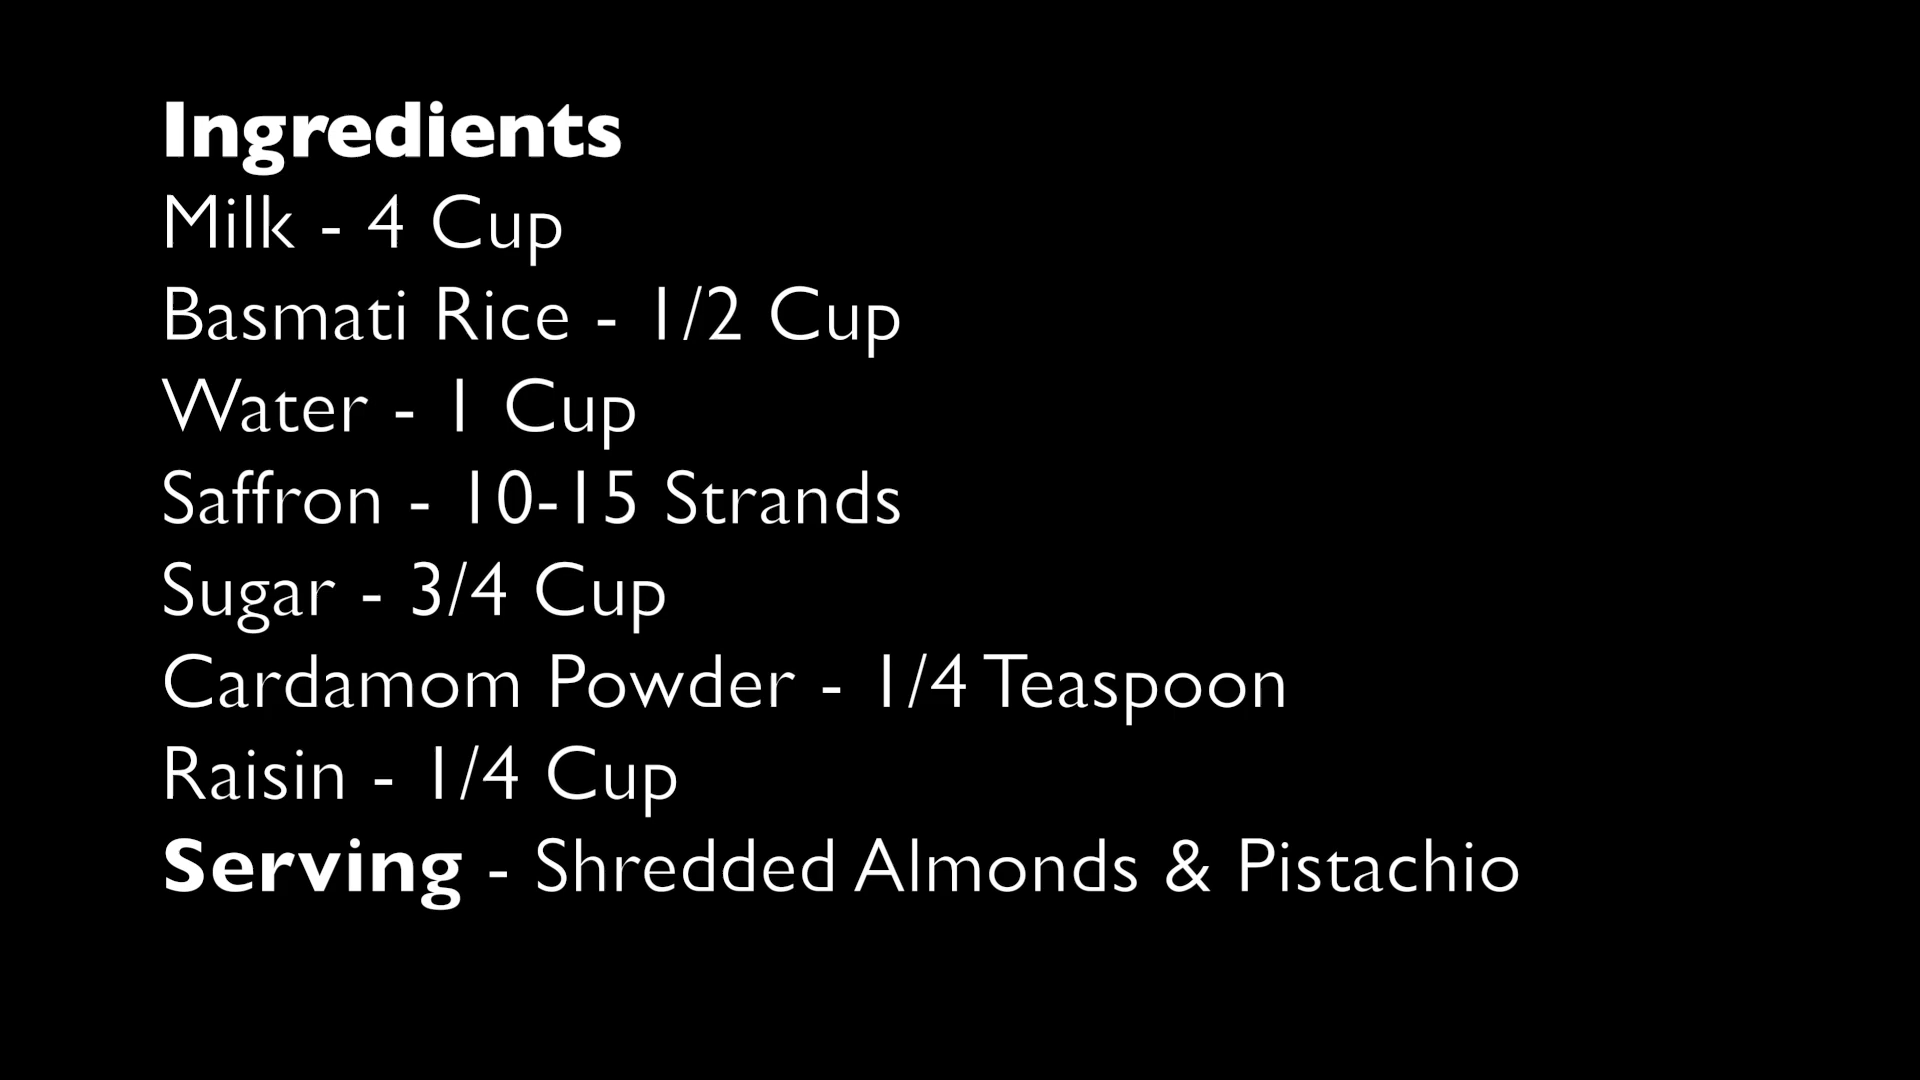 Ingredients
Milk - 4 Cup
Basmati Rice - 1/2 Cup
Water - 1 Cup
Saffron - 10-15 Strands
Sugar - 3/4 Cup
Cardamom Powder - 1/4 Teaspoon
Raisin - 1/4 Cup
Serving - Shredded Almonds & Pistachio